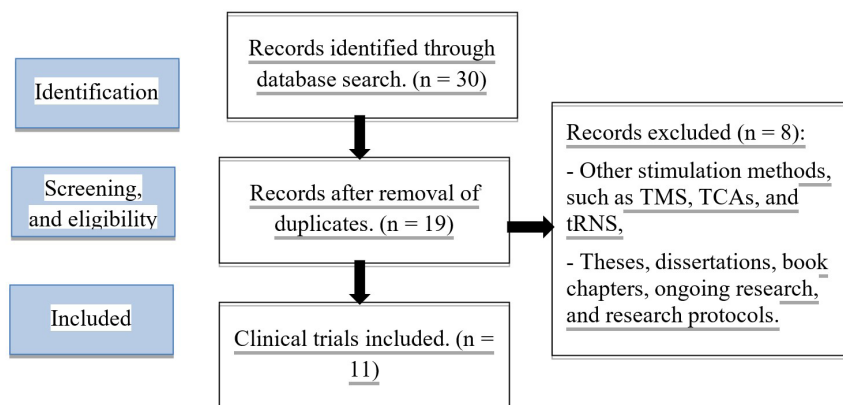 Identification
Records identified through
database search. (n = 30)
Screening,
and eligibility
Records after removal of
duplicates. (n = 19)
Records excluded (n = 8):
- Other stimulation methods,
such as TMS, TCAs, and
tRNS,
- Theses, dissertations, book
chapters, ongoing research,
and research protocols.
Included
Clinical trials included. (n =
11)